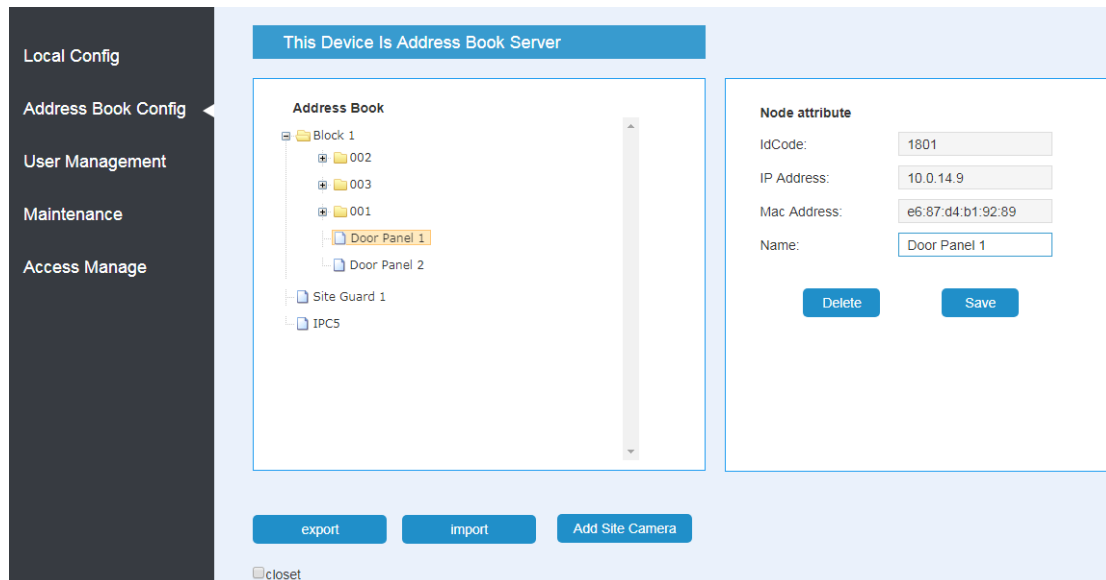 Local Config
Address Book Config
User Management
Maintenance
Access Manage
This Device Is Address Book Server
Address Book
Block 1
002
003
001
Door Panel 1
Door Panel 2
Site Guard 1
IPC5
Node attribute
IdCode: 1801
IP Address: 10.0.14.9
Mac Address: e6:87:d4:b1:92:89
Name: Door Panel 1
Delete Save
export import Add Site Camera
closet